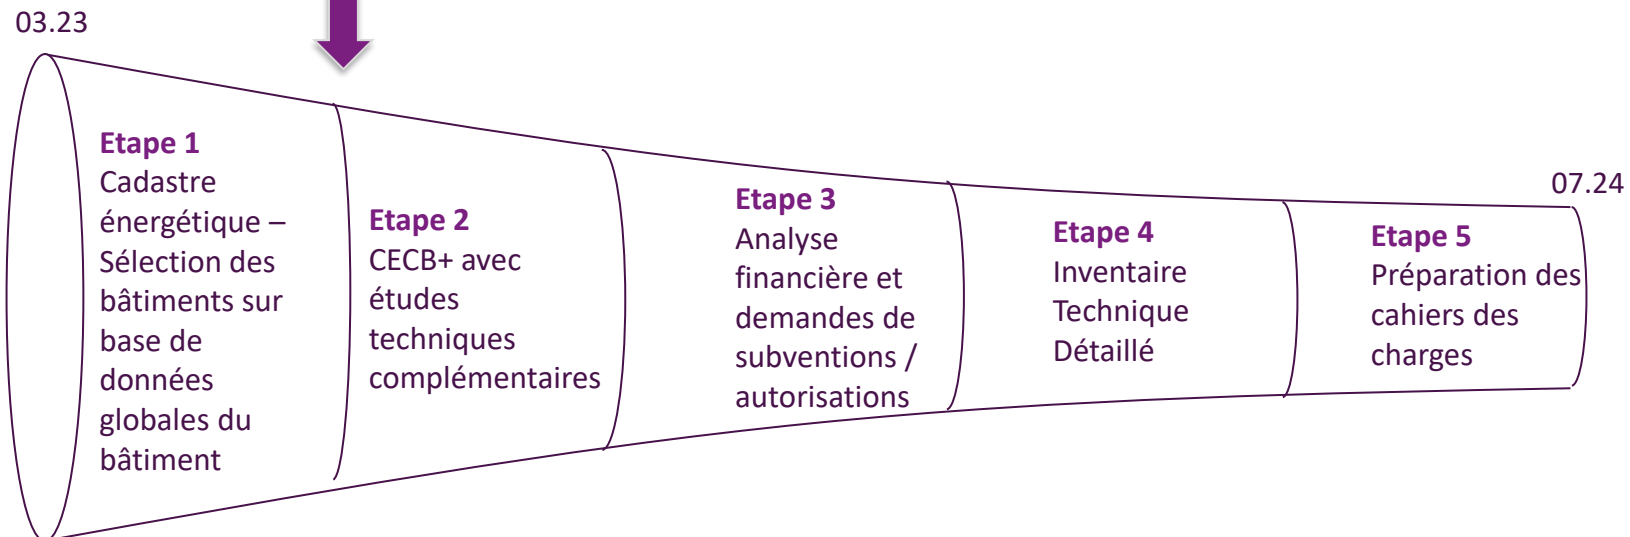 03.23
Etape 1
Cadastre
énergétique –
Sélection des
bâtiments sur
base de
données
globales du
bâtiment
Etape 2
CECB+ avec
études
techniques
complémentaires
Etape 3
Analyse
financière et
demandes de
subventions /
autorisations
Etape 4
Inventaire
Technique
Détaillé
07.24
Etape 5
Préparation des
cahiers des
charges